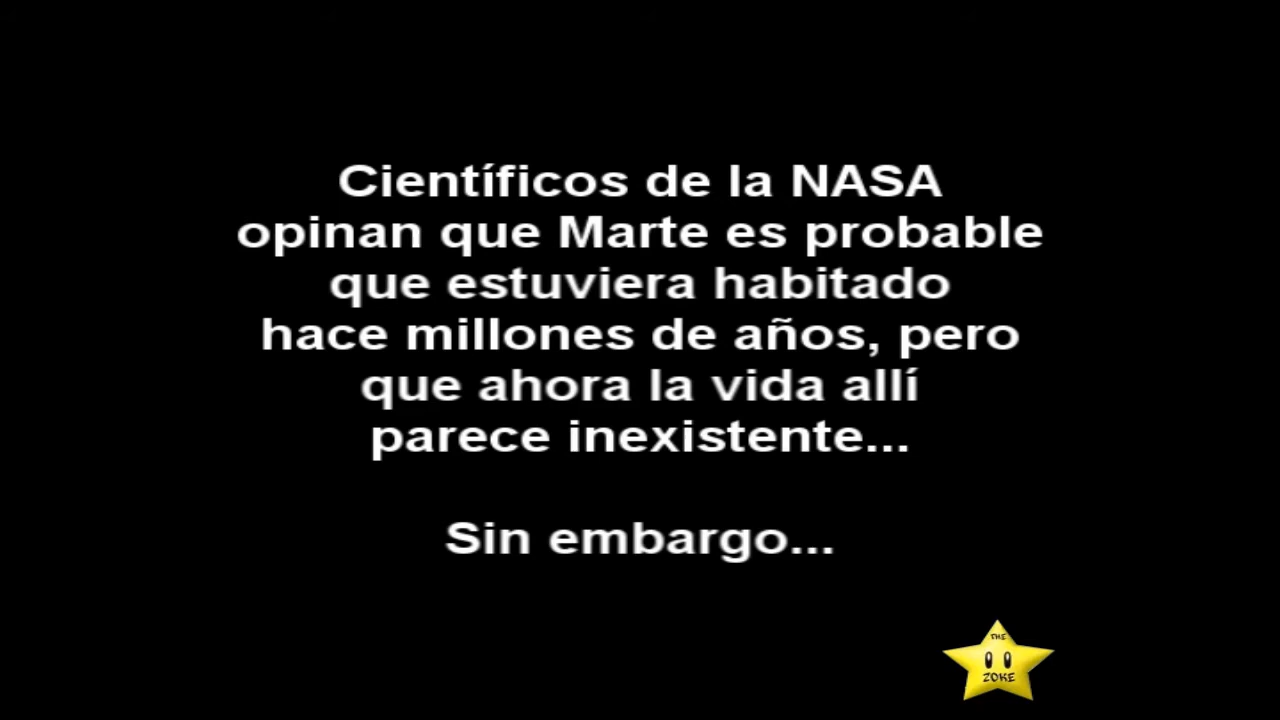 Científicos de la NASA
opinan que Marte es probable
que estuviera habitado
hace millones de años, pero
que ahora la vida allí
parece inexistente...
Sin embargo...
THE
ZOKE